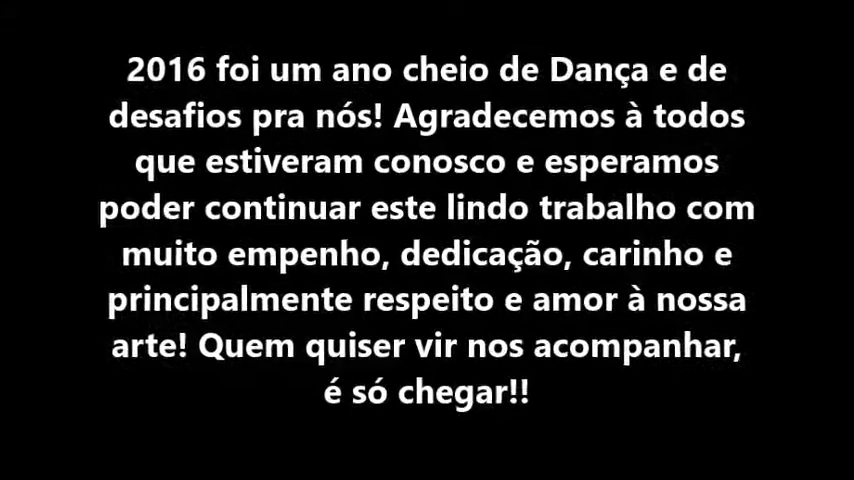 2016 foi um ano cheio de Dança e de
desafios pra nós! Agradecemos à todos
que estiveram conosco e esperamos
poder continuar este lindo trabalho com
muito empenho, dedicação, carinho e
principalmente respeito e amor à nossa
arte! Quem quiser vir nos acompanhar,
é só chegar!!